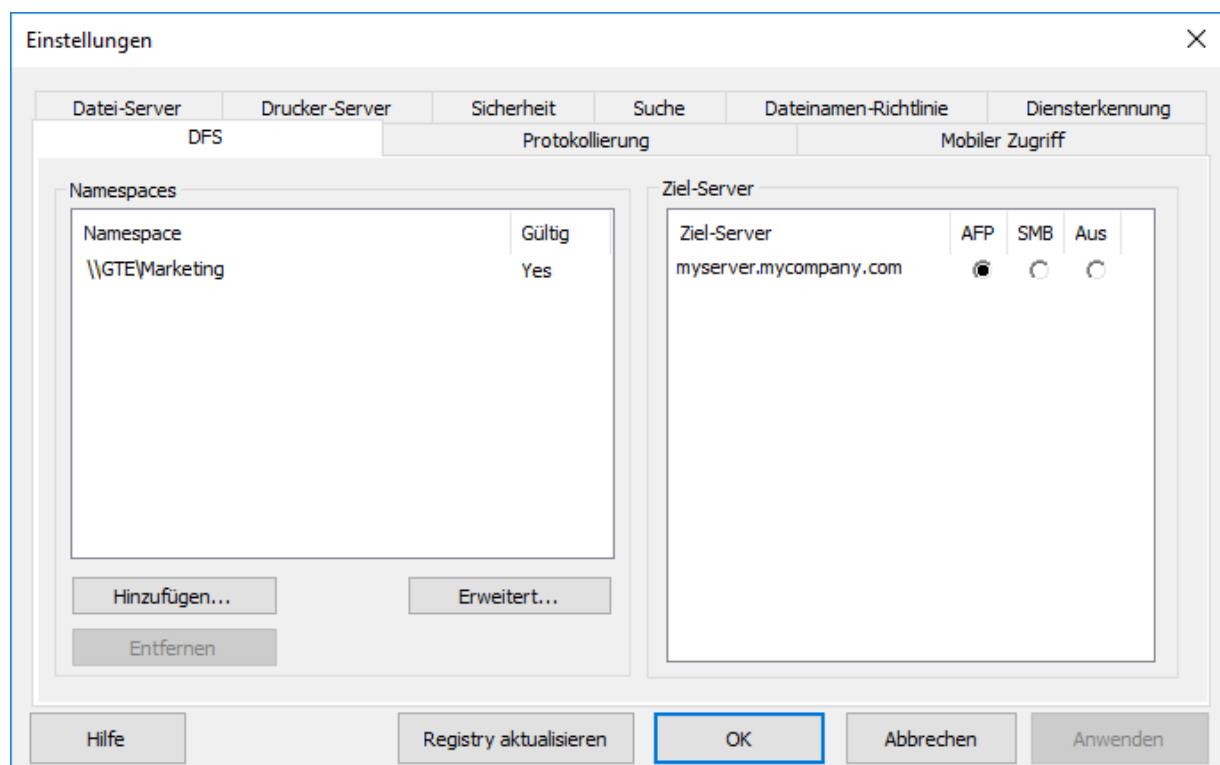 Einstellungen
Datei-Server Drucker-Server Sicherheit Suche Dateinamen-Richtlinie Diensterkennung
DFS Protokollierung Mobiler Zugriff
Namespaces
Namespace Gültig
\\GTE\Marketing Yes
Hinzufügen... Erweitert...
Entfernen
Ziel-Server
Ziel-Server AFP SMB Aus
myserver.mycompany.com
Hilfe Registry aktualisieren OK Abbrechen Anwenden